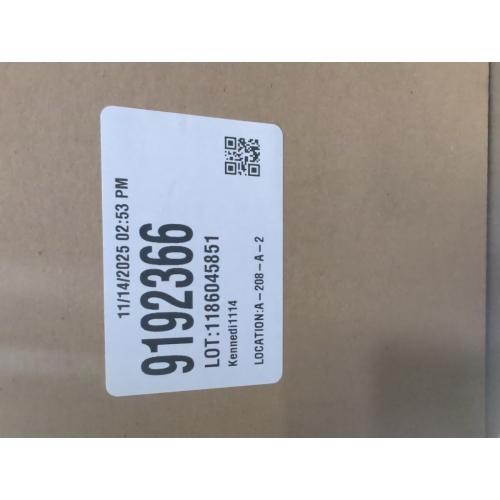 11/14/2025 02:53 PM
9192366
LOT:1186045851
Kennedi1114
LOCATION:A-208-A-2